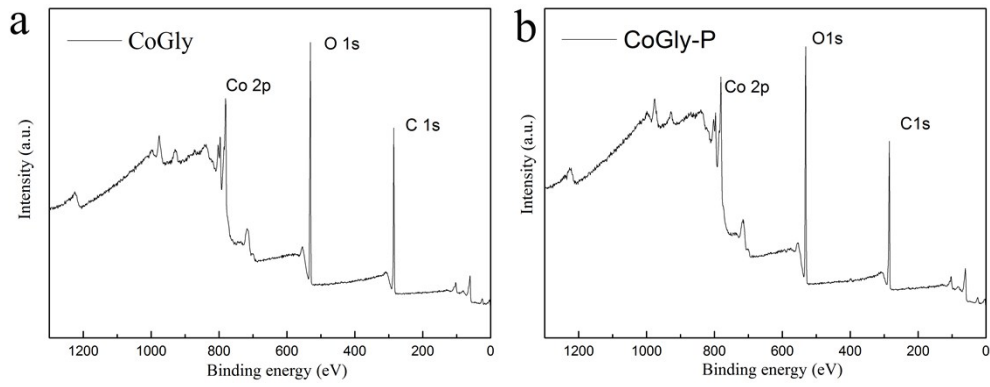 a
CoGly
O 1s
Co 2p
C 1s
Intensity (a.u.)
1200 1000 800 600 400 200 0
Binding energy (eV)
b
CoGly-P
O1s
Co 2p
C1s
Intensity (a.u.)
1200 1000 800 600 400 200 0
Binding energy (eV)